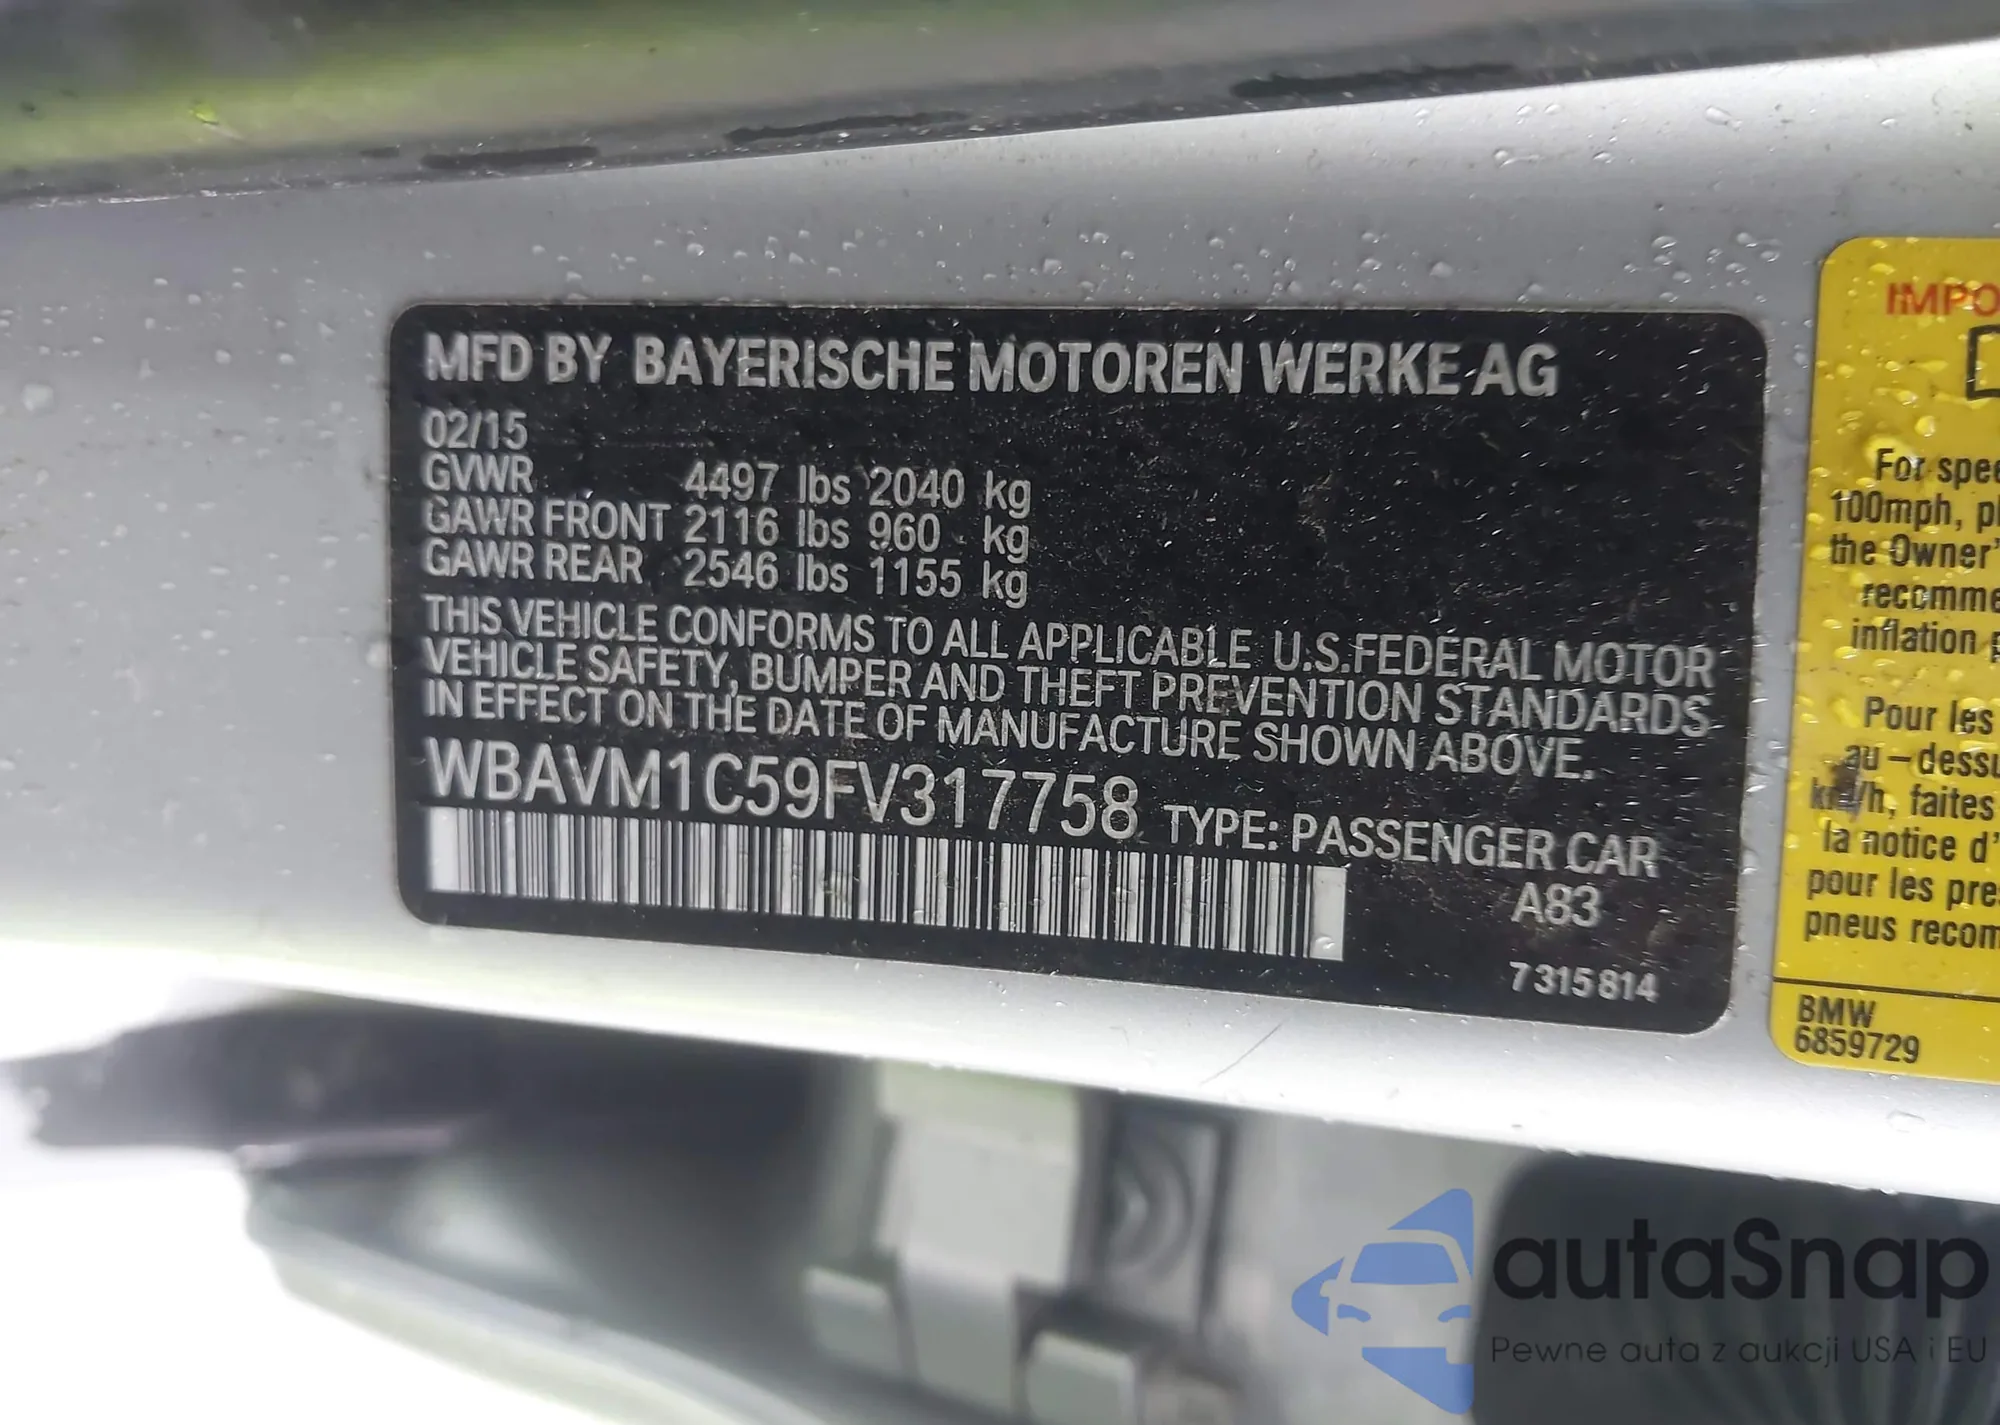 MFD BY BAYERISCHE MOTOREN WERKE AG
02/15
GVWR 4497 lbs 2040 kg
GAWR FRONT 2116 lbs 960 kg
GAWR REAR 2546 lbs 1155 kg
THIS VEHICLE CONFORMS TO ALL APPLICABLE U.S.FEDERAL MOTOR
VEHICLE SAFETY, BUMPER AND THEFT PREVENTION STANDARDS
IN EFFECT ON THE DATE OF MANUFACTURE SHOWN ABOVE.
WBAVM1C59FV317758 TYPE: PASSENGER CAR
A83
7315814
IMPO
For spee
100mph, pl
the Owner'
recomme
inflation p
Pour les
au-dessu
km/h, faites
la notice d'
pour les pres
pneus recom
BMW
6859729
autaSnap
Pewne auta z aukcji USA i EU